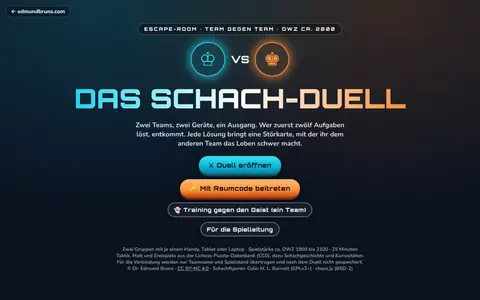 ← edmundbruns.com
ESCAPE-ROOM · TEAM GEGEN TEAM · DWZ CA. 2000
VS
DAS SCHACH-DUELL
Zwei Teams, zwei Geräte, ein Ausgang. Wer zuerst zwölf Aufgaben
löst, entkommt. Jede Lösung bringt eine Störkarte, mit der ihr dem
anderen Team das Leben schwer macht.
⚔ Duell eröffnen
🔑 Mit Raumcode beitreten
👻 Training gegen den Geist (ein Team)
Für die Spielleitung
Zwei Gruppen mit je einem Handy, Tablet oder Laptop · Spielstärke ca. DWZ 1900 bis 2100 · 25 Minuten
Taktik, Matt und Endspiele aus der Lichess-Puzzle-Datenbank (CC0), dazu Schachgeschichte und Kuriositäten.
Für die Verbindung werden nur Teamname und Spielstand übertragen und nach dem Duell nicht gespeichert.
© Dr. Edmund Bruns · CC BY-NC 4.0 · Schachfiguren: Colin M. L. Burnett (GPLv2+) · chess.js (BSD-2)